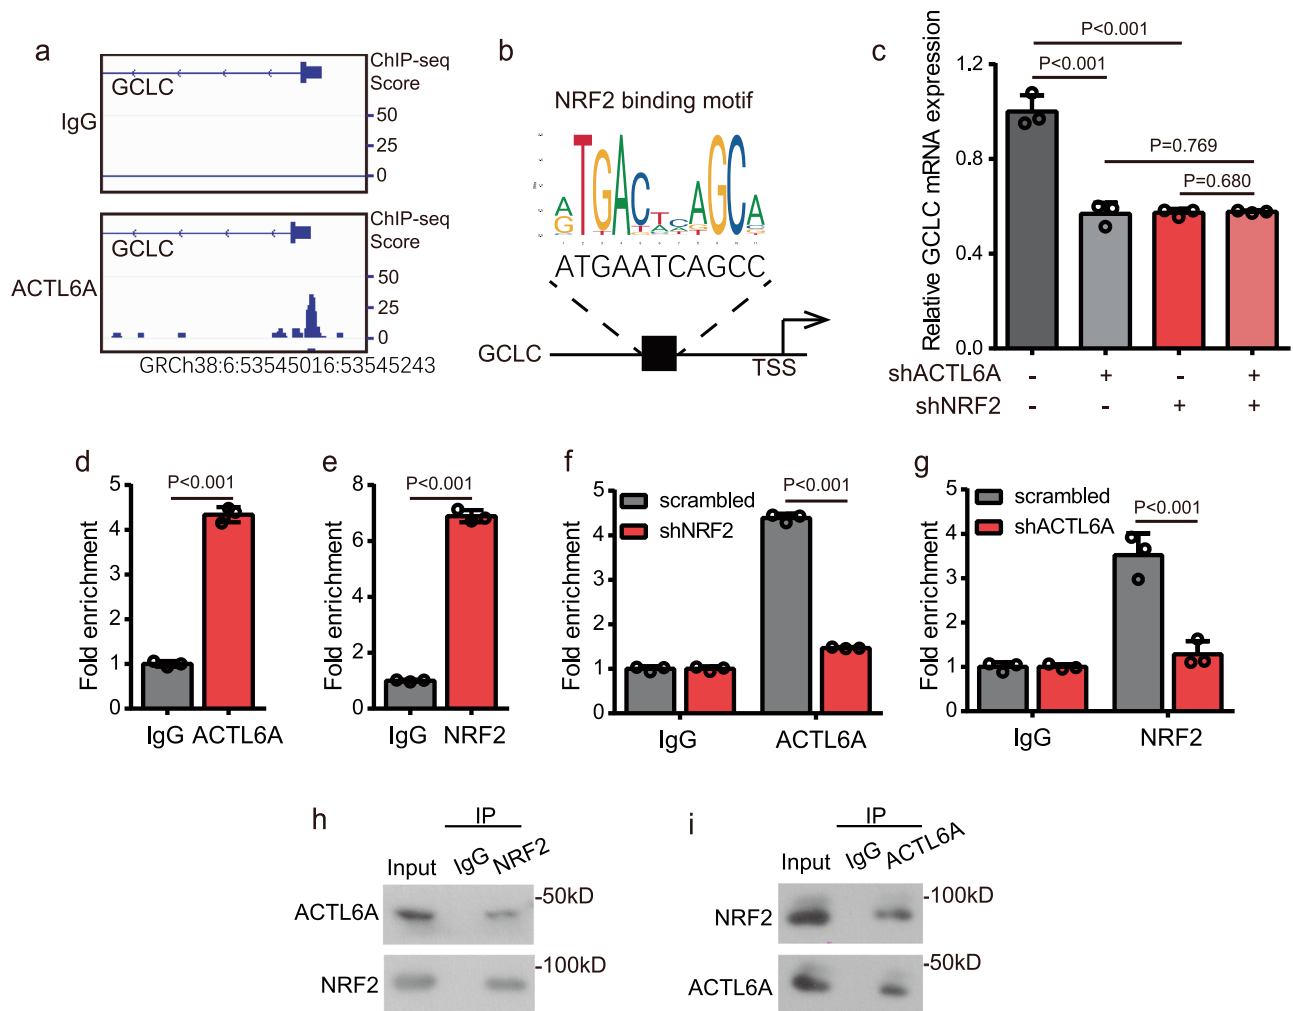 a
ChIP-seq
Score
GCLC
IgG
50
25
0
ChIP-seq
Score
GCLC
ACTL6A
50
25
0
GRCh38:6:53545016:53545243
b
NRF2 binding motif
ATGAATCAGCC
GCLC
TSS
c
Relative GCLC mRNA expression
1.2
0.8
0.4
0.0
P<0.001
P<0.001
P=0.769
P=0.680
shACTL6A - + - +
shNRF2 - - + +
d
Fold enrichment
5
4
3
2
1
0
P<0.001
IgG ACTL6A
e
Fold enrichment
8
6
4
2
0
P<0.001
IgG NRF2
f
Fold enrichment
5
4
3
2
1
0
scrambled
shNRF2
P<0.001
IgG ACTL6A
g
Fold enrichment
5
4
3
2
1
0
scrambled
shACTL6A
P<0.001
IgG NRF2
h
IP
Input IgG NRF2
ACTL6A -50kD
NRF2 -100kD
i
IP
Input IgG ACTL6A
NRF2 -100kD
ACTL6A -50kD